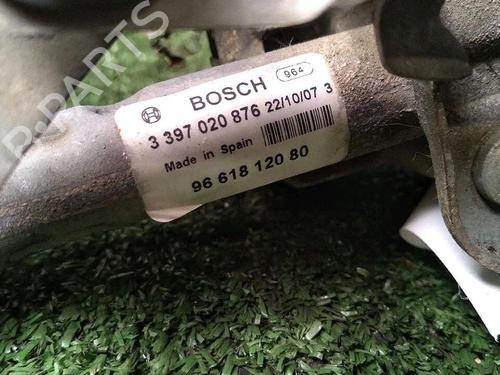 B-PARTS
BOSCH 964
3 397 020 876 22/10/07 3
Made in Spain
96 618 120 80